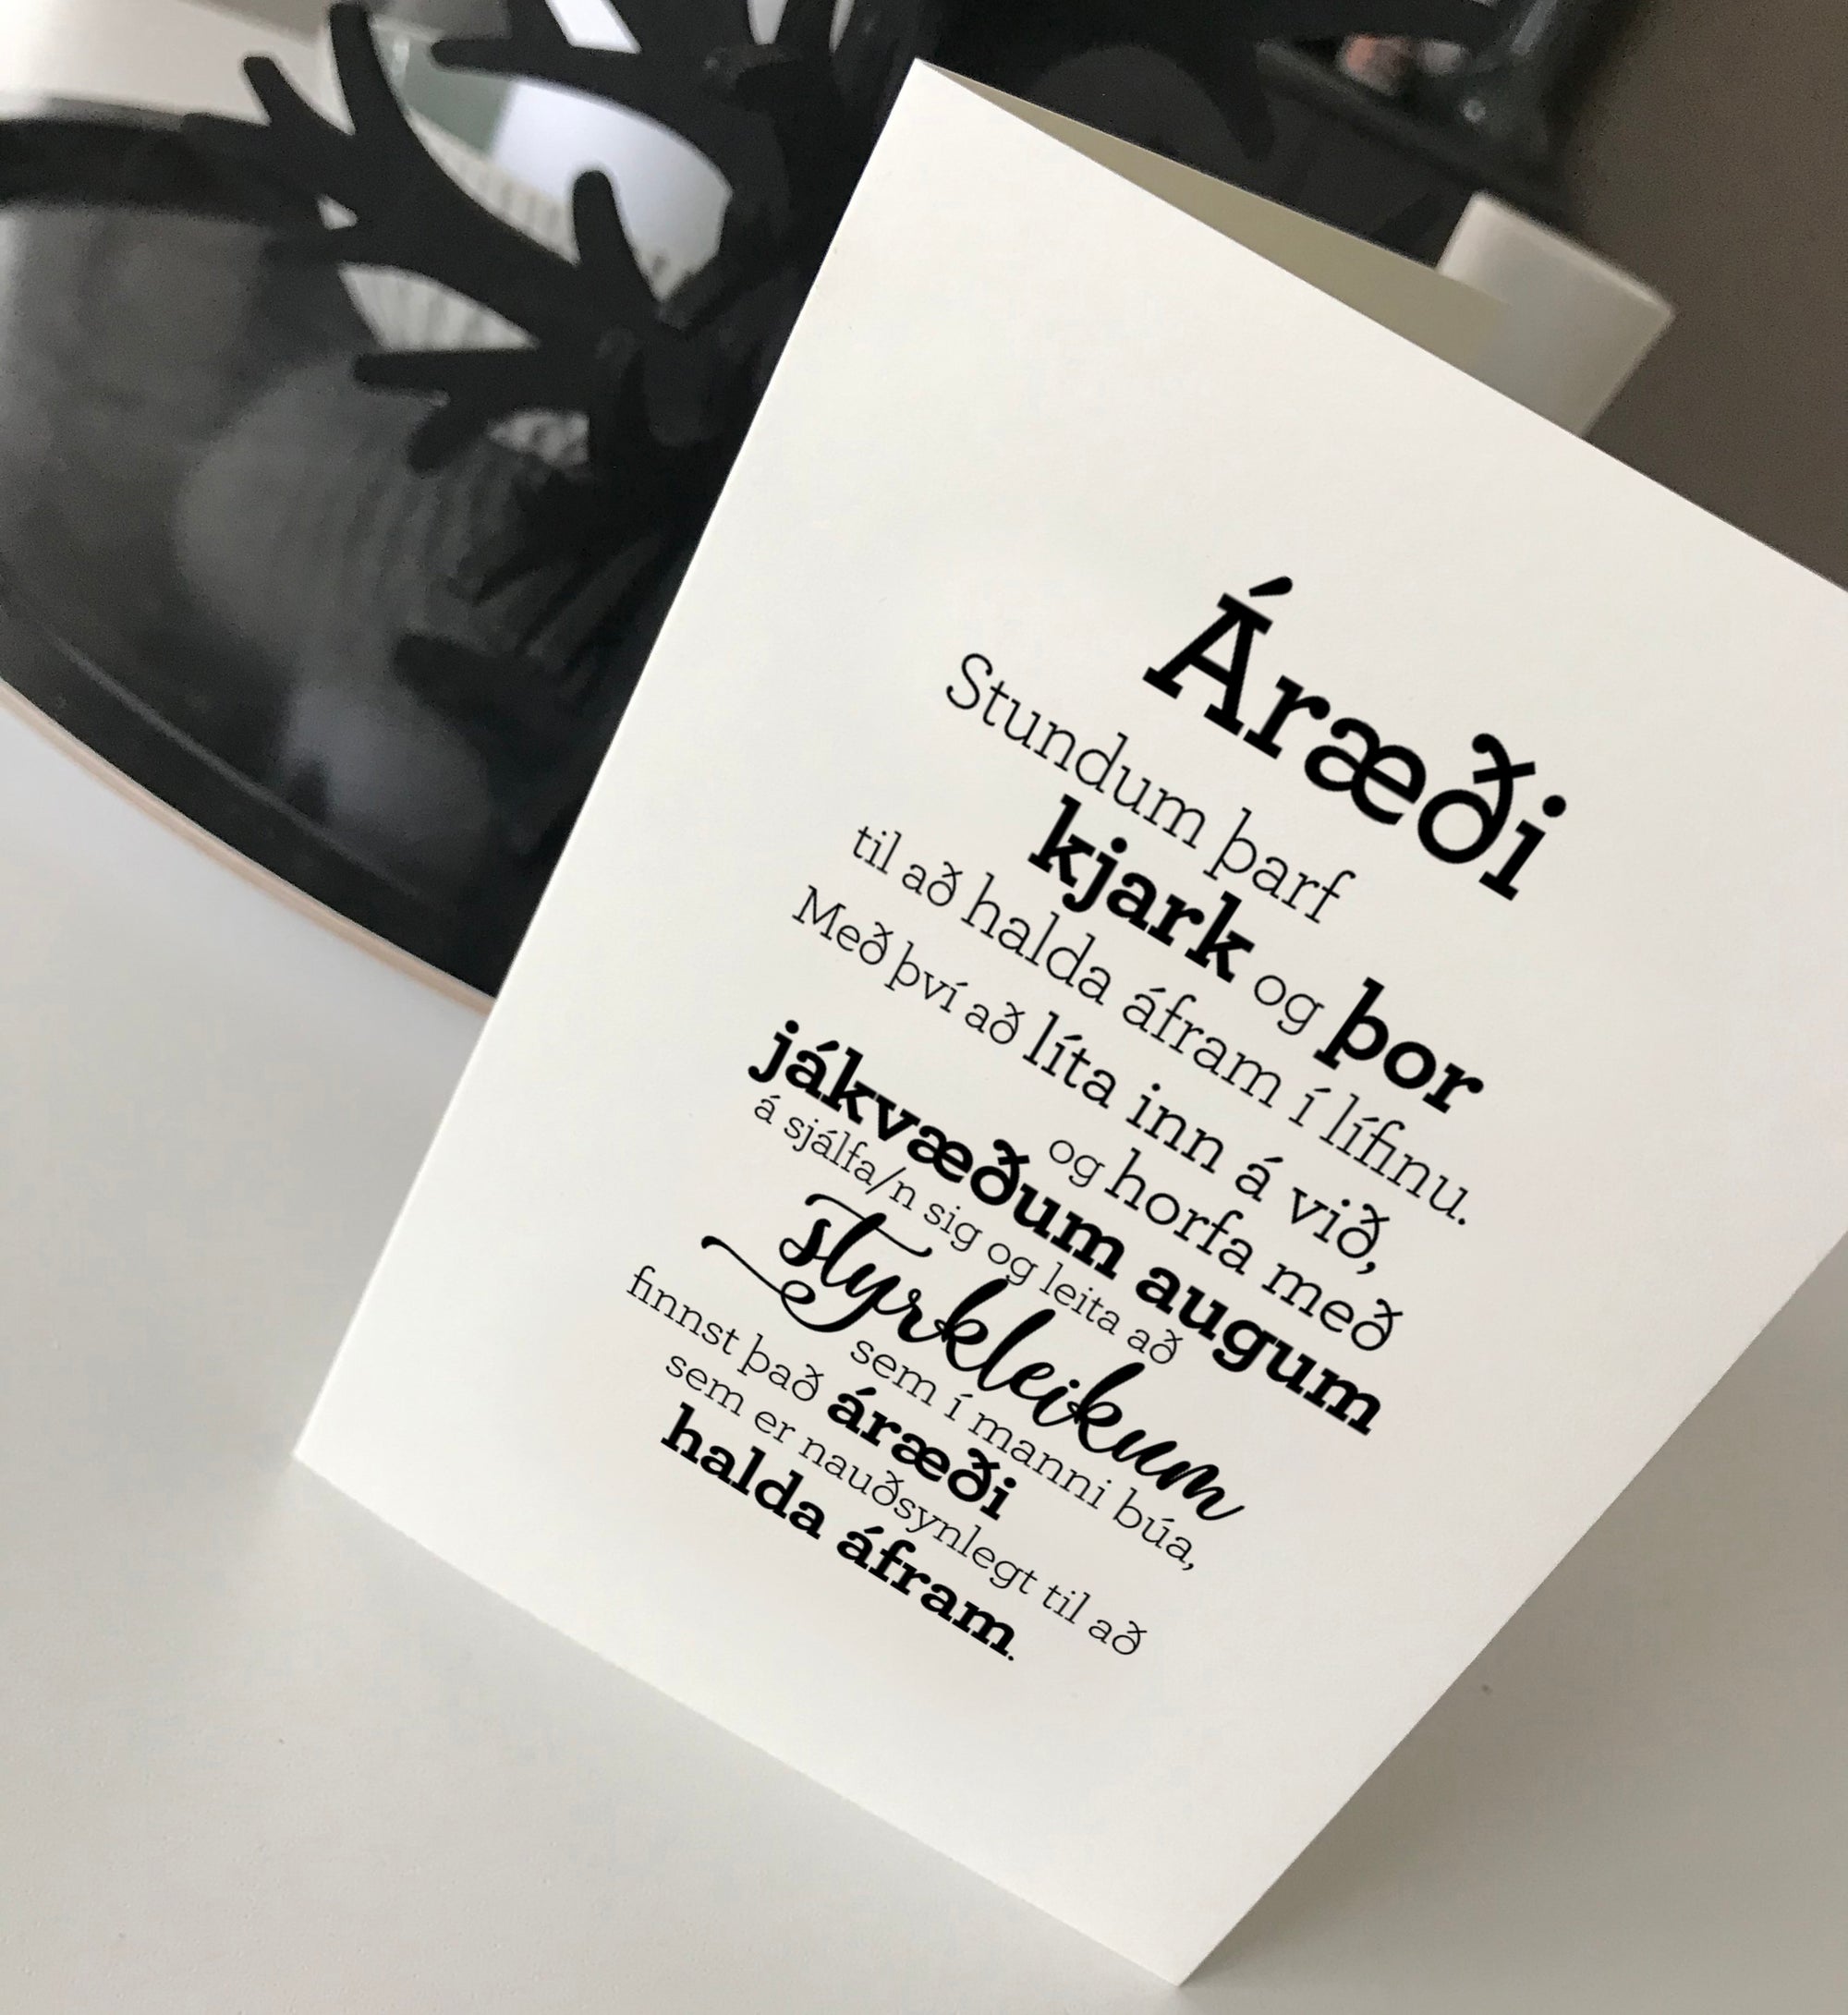 Áræði
Stundum þarf
kjark og þor
til að halda áfram í lífinu.
Með því að líta inn á við,
og horfa með
jákvæðum augum
á sjálfa/n sig og leita að
styrkleikum
sem í manni búa,
finnst það áræði
sem er nauðsynlegt til að
halda áfram.